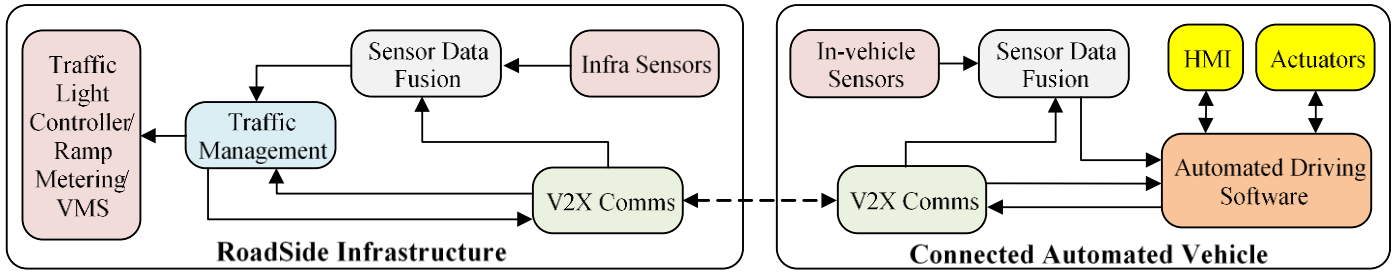 Traffic
Light
Controller/
Ramp
Metering/
VMS
Sensor Data
Fusion
Infra Sensors
Traffic
Management
V2X Comms
RoadSide Infrastructure
In-vehicle
Sensors
Sensor Data
Fusion
HMI
Actuators
V2X Comms
Automated Driving
Software
Connected Automated Vehicle